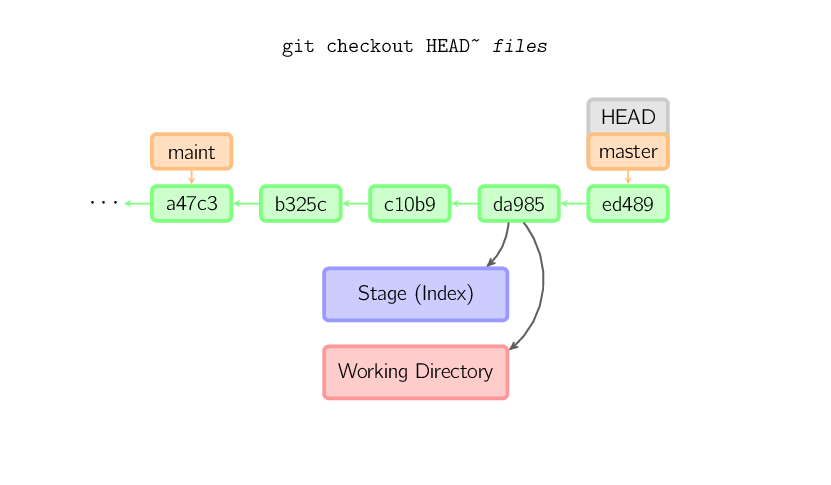 git checkout HEAD~ files
HEAD
maint
master
··· a47c3 b325c c10b9 da985 ed489
Stage (Index)
Working Directory